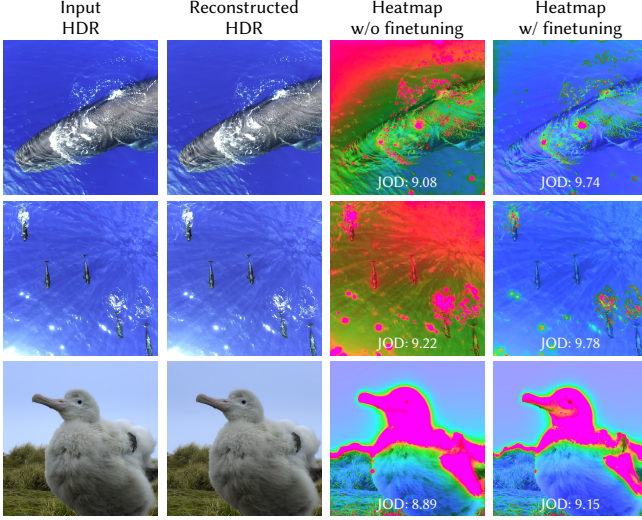 Input
HDR
Reconstructed
HDR
Heatmap
w/o finetuning
Heatmap
w/ finetuning
JOD: 9.08
JOD: 9.74
JOD: 9.22
JOD: 9.78
JOD: 8.89
JOD: 9.15